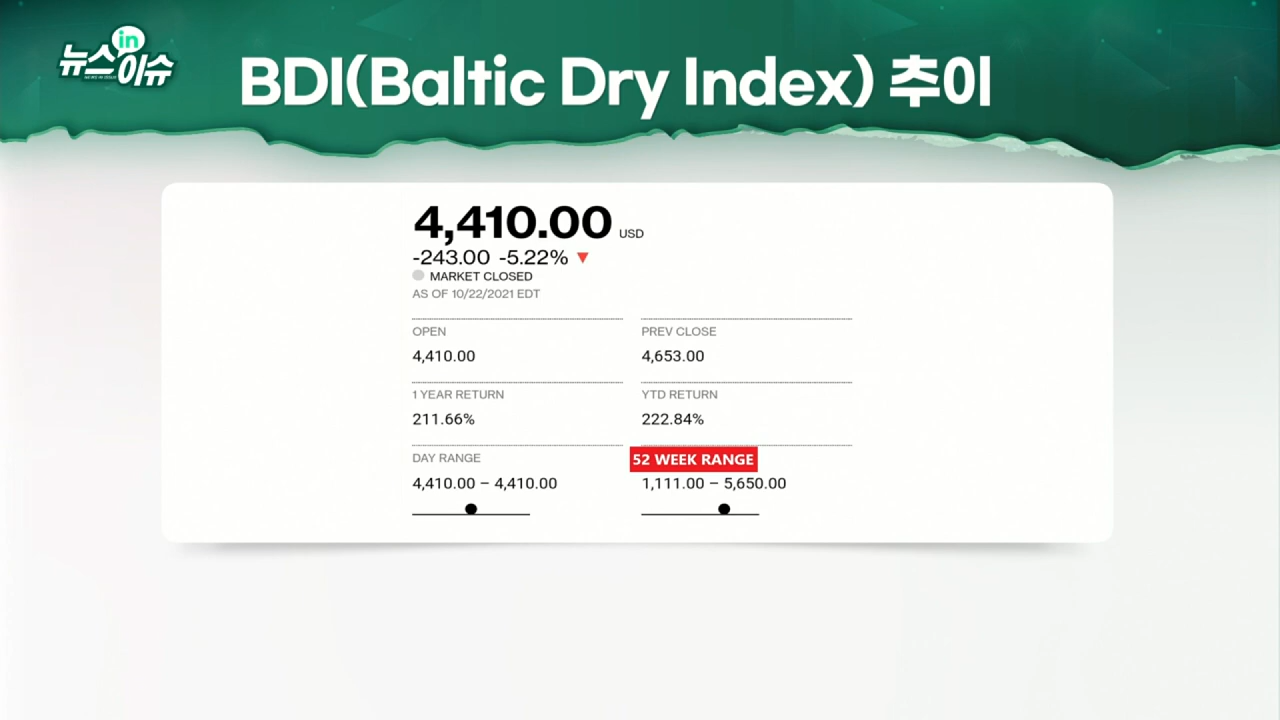 뉴스in이슈
BDI(Baltic Dry Index) 추이
4,410.00 USD
-243.00 -5.22% ▼
MARKET CLOSED
AS OF 10/22/2021 EDT
OPEN
4,410.00
PREV CLOSE
4,653.00
1 YEAR RETURN
211.66%
YTD RETURN
222.84%
DAY RANGE
4,410.00 – 4,410.00
52 WEEK RANGE
1,111.00 – 5,650.00